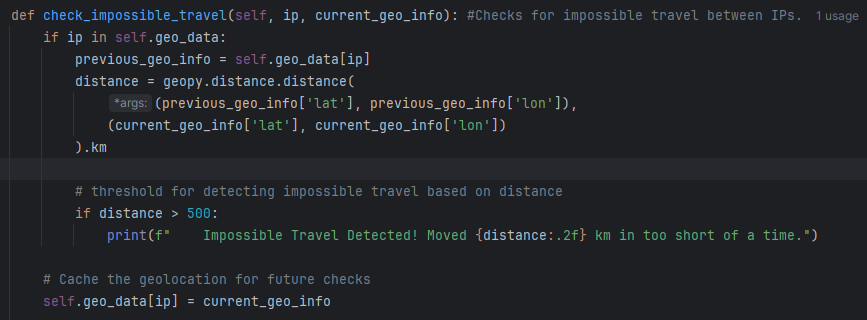 def check_impossible_travel(self, ip, current_geo_info): #Checks for impossible travel between IPs. 1 usage
    if ip in self.geo_data:
        previous_geo_info = self.geo_data[ip]
        distance = geopy.distance.distance(
            *args: (previous_geo_info['lat'], previous_geo_info['lon']),
            (current_geo_info['lat'], current_geo_info['lon'])
        ).km
        # threshold for detecting impossible travel based on distance
        if distance > 500:
            print(f"    Impossible Travel Detected! Moved {distance:.2f} km in too short of a time.")
    # Cache the geolocation for future checks
    self.geo_data[ip] = current_geo_info